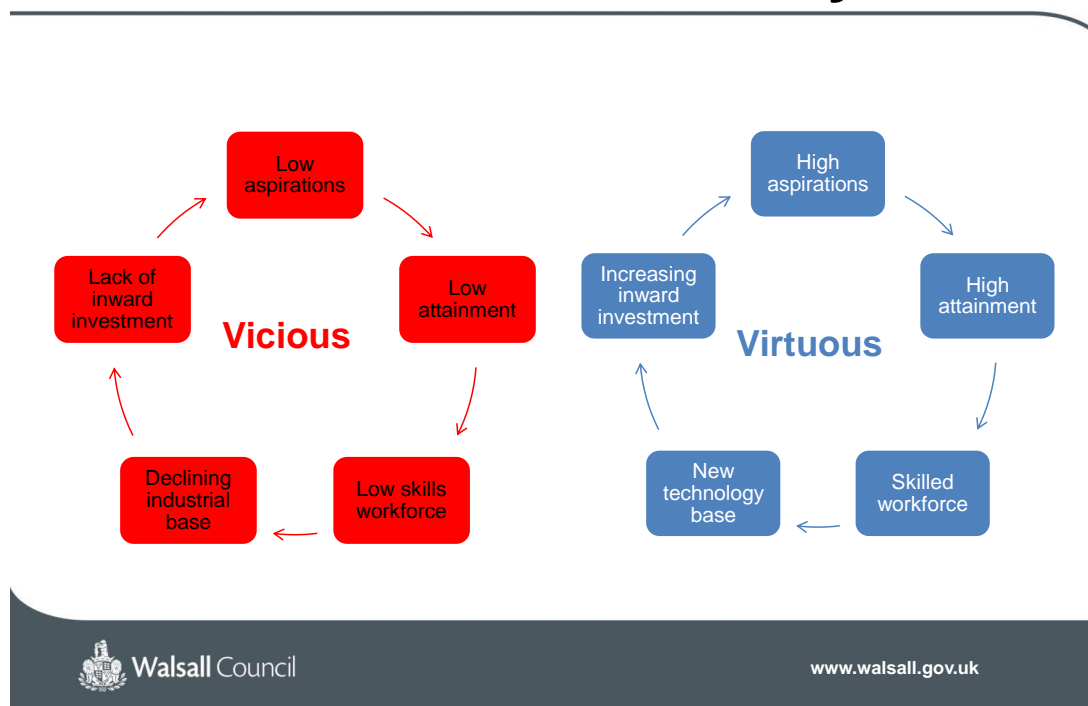 Low
aspirations
Low
attainment
Low skills
workforce
Declining
industrial
base
Lack of
inward
investment
Vicious
High
aspirations
High
attainment
Skilled
workforce
New
technology
base
Increasing
inward
investment
Virtuous
Walsall Council
www.walsall.gov.uk